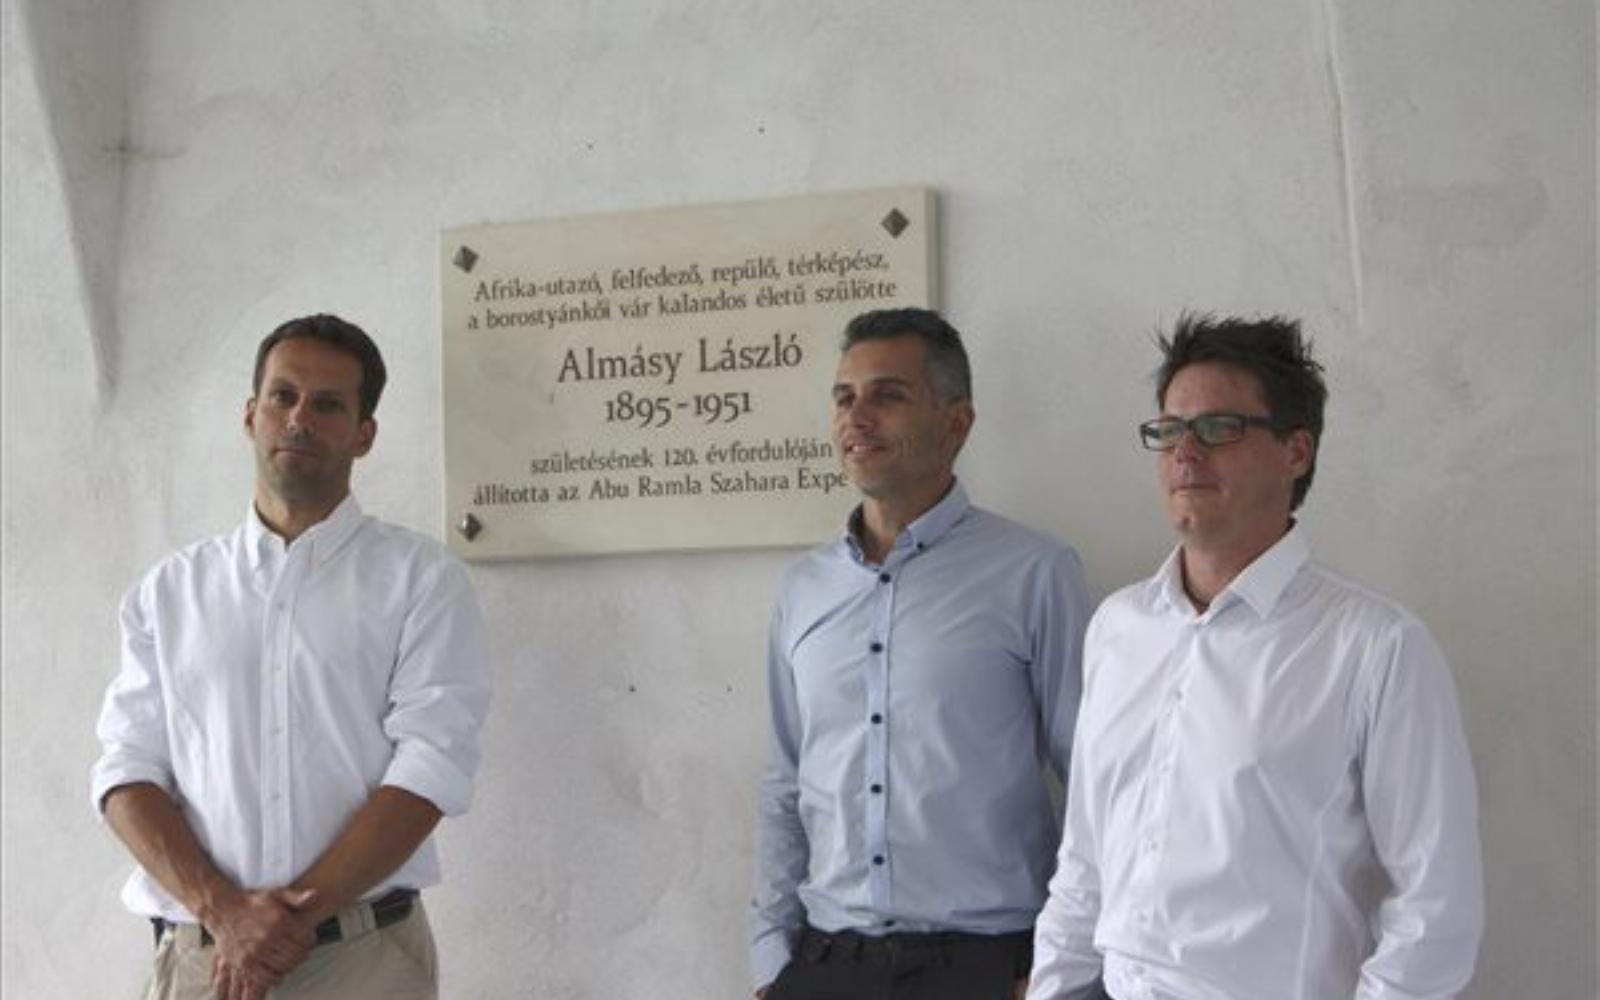 Afrika-utazó, felfedező, repülő, térképész,
a borostyánkői vár kalandos életű szülötte
Almásy László
1895-1951
születésének 120. évfordulóján
állította az Abu Ramla Szahara Expe